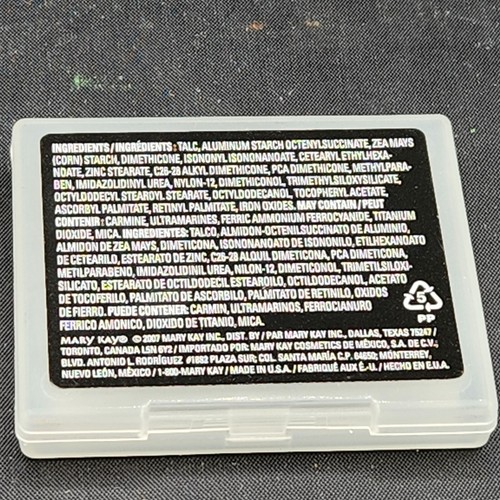 INGREDIENTS / INGRÉDIENTS: TALC, ALUMINUM STARCH OCTENYLSUCCINATE, ZEA MAYS
(CORN) STARCH, DIMETHICONE, ISONONYL ISONONANOATE, CETEARYL ETHYLHEXA-
NOATE, ZINC STEARATE, C26-28 ALKYL DIMETHICONE, PCA DIMETHICONE, METHYLPARA-
BEN, IMIDAZOLIDINYL UREA, NYLON-12, DIMETHICONOL, TRIMETHYLSILOXYSILICATE,
OCTYLDODECYL STEAROYL STEARATE, OCTYLDODECANOL, TOCOPHERYL ACETATE,
ASCORBYL PALMITATE, RETINYL PALMITATE, IRON OXIDES. MAY CONTAIN / PEUT
CONTENIR: CARMINE, ULTRAMARINES, FERRIC AMMONIUM FERROCYANIDE, TITANIUM
DIOXIDE, MICA. INGREDIENTES: TALCO, ALMIDON-OCTENILSUCCINATO DE ALUMINIO,
ALMIDON DE ZEA MAYS, DIMETICONA, ISONONANOATO DE ISONONILO, ETILHEXANOATO
DE CETEARILO, ESTEARATO DE ZINC, C26-28 ALQUIL DIMETICONA, PCA DIMETICONA,
METILPARABENO, IMIDAZOLIDINIL UREA, NILON-12, DIMETICONOL, TRIMETILSILOXI-
SILICATO, ESTEARATO DE OCTILDODECIL ESTEAROILO, OCTILDODECANOL, ACETATO
DE TOCOFERILO, PALMITATO DE ASCORBILO, PALMITATO DE RETINILO, OXIDOS
DE FIERRO. PUEDE CONTENER: CARMIN, ULTRAMARINOS, FERROCIANURO
FERRICO AMONICO, DIOXIDO DE TITANIO, MICA.
MARY KAY® © 2007 MARY KAY INC., DIST. BY / PAR MARY KAY INC., DALLAS, TEXAS 75247 /
TORONTO, CANADA L5N 6Y2 / IMPORTADO POR: MARY KAY COSMETICS DE MÉXICO, S.A. DE C.V.,
BLVD. ANTONIO L. RODRÍGUEZ #1882 PLAZA SUR; COL. SANTA MARÍA C.P. 64650; MONTERREY,
NUEVO LEÓN, MÉXICO / 1-800-MARY KAY / MADE IN U.S.A. / FABRIQUÉ AUX É.-U. / HECHO EN E.U.A.
5
PP